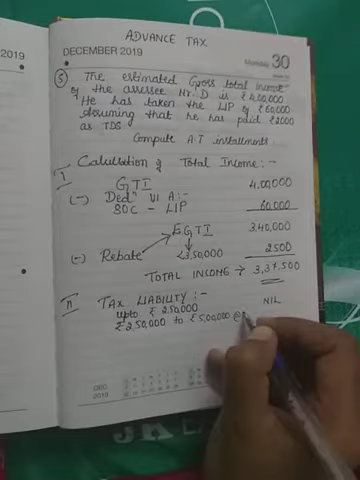 ADVANCE TAX
DECEMBER 2019
Monday 30
5 The estimated Gross total income
of the assessee Mr. D is ₹4,00,000
He has taken the LIP of ₹60,000
Assuming that he has paid ₹2000
as TDS
Compute A.T installments
I Calculation of Total Income:-
GTI 4,00,000
(-) Dedn VI A:-
80C - LIP 60,000
GTI 3,40,000
<3,50,000
(-) Rebate 2500
TOTAL INCOME → 3,37,500
II TAX LIABILITY:-
upto ₹ 2,50,000 NIL
₹2,50,000 to ₹5,00,000 @
DEC
2019
JK